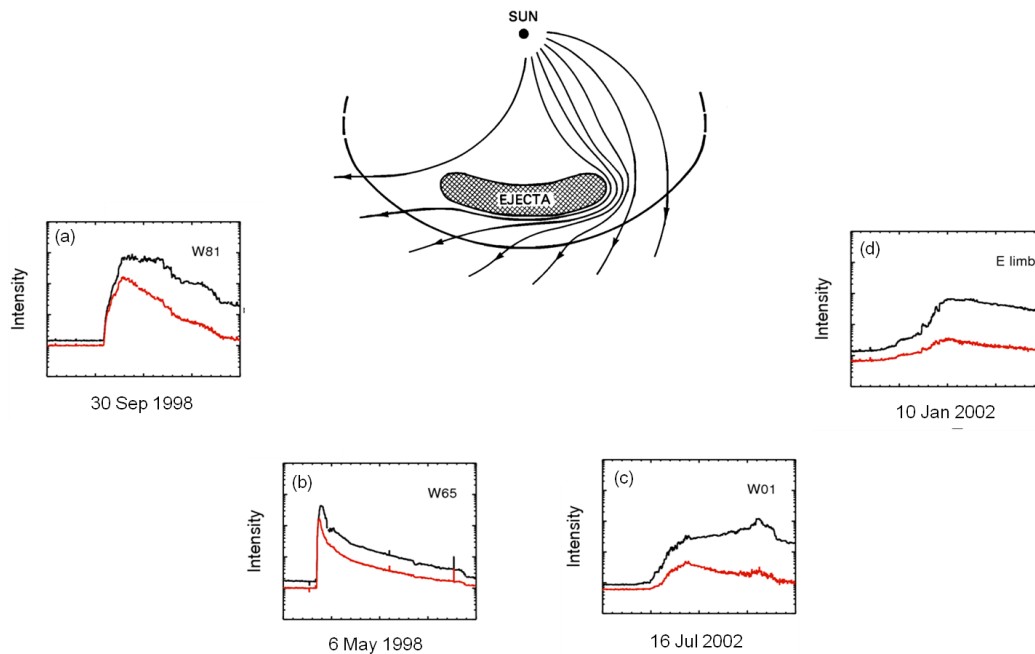 SUN
EJECTA
(a)
W81
Intensity
30 Sep 1998
(b)
W65
Intensity
6 May 1998
(c)
W01
Intensity
16 Jul 2002
(d)
E limb
Intensity
10 Jan 2002